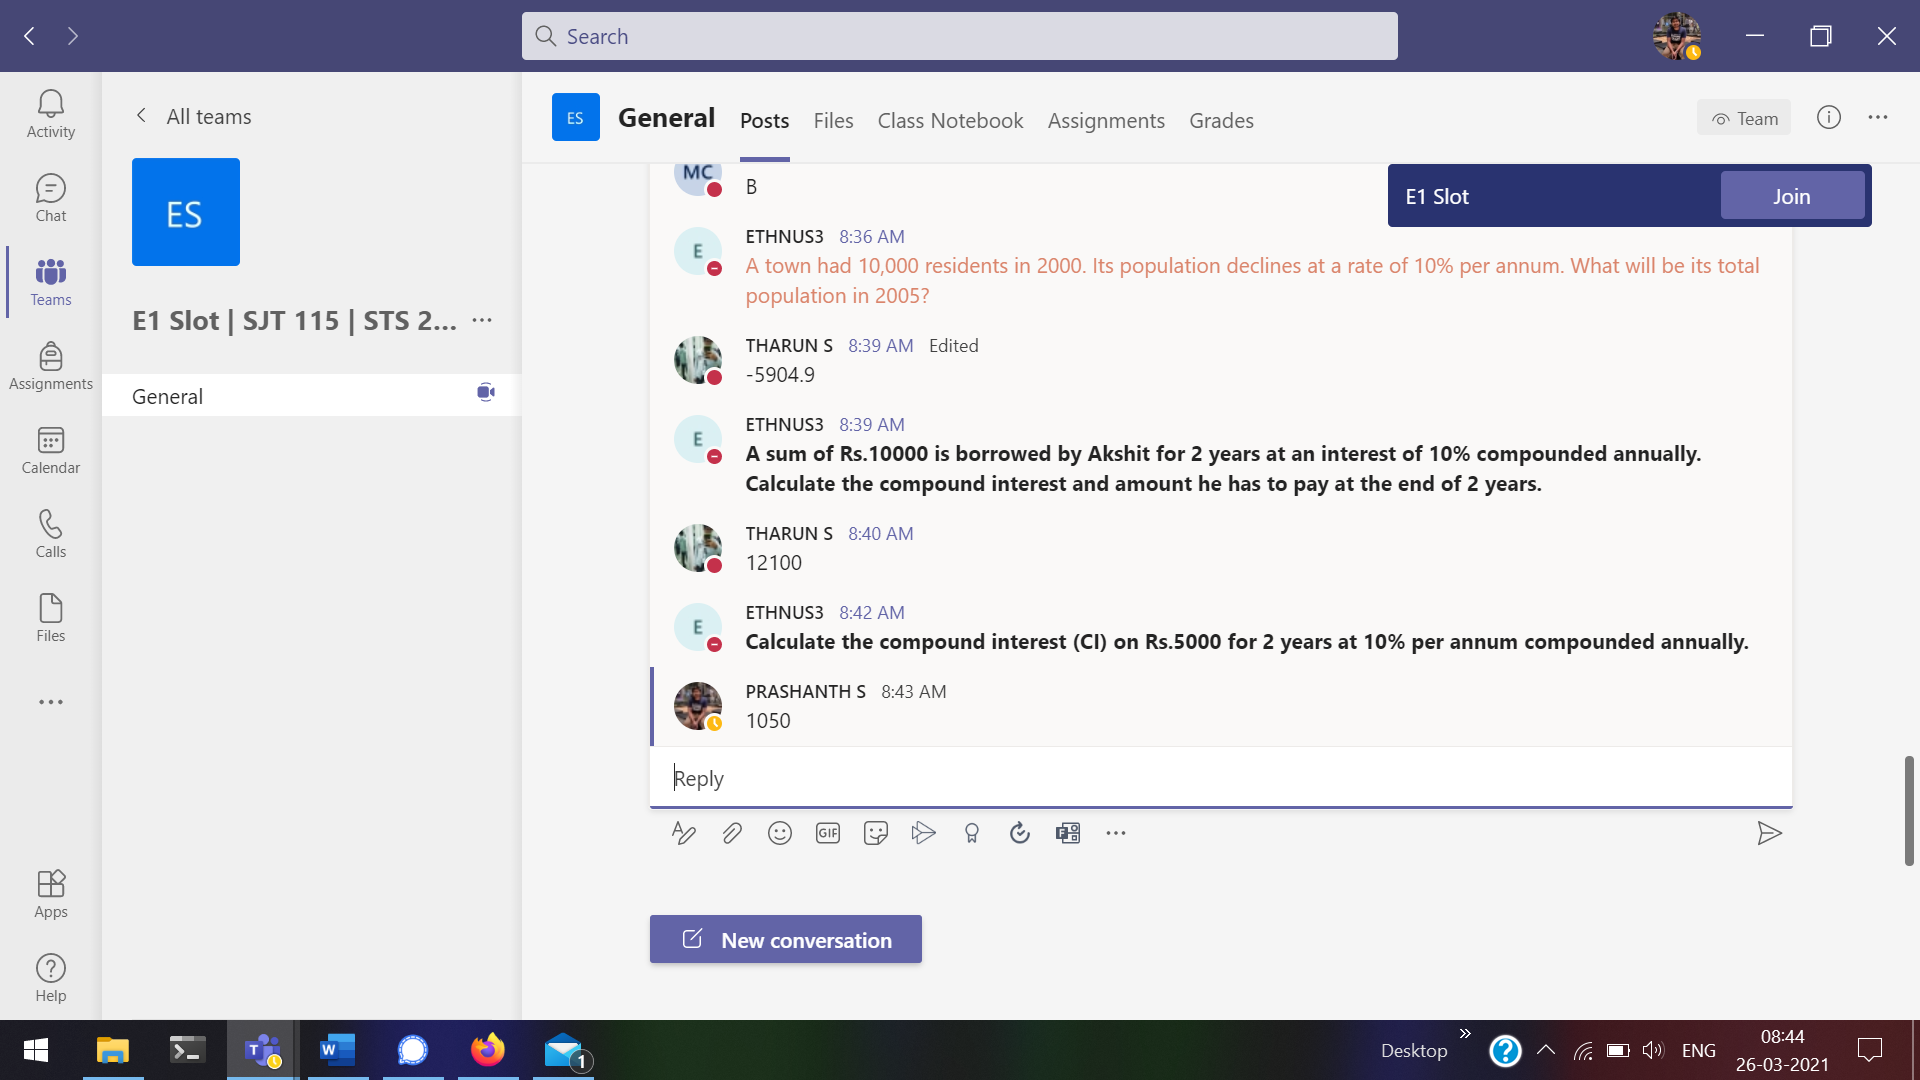 Search
Activity
Chat
Teams
Assignments
Calendar
Calls
Files
Apps
Help
All teams
ES
E1 Slot | SJT 115 | STS 2...
General
ES
General
Posts
Files
Class Notebook
Assignments
Grades
Team
E1 Slot
Join
MC
B
E
ETHNUS3 8:36 AM
A town had 10,000 residents in 2000. Its population declines at a rate of 10% per annum. What will be its total
population in 2005?
THARUN S 8:39 AM Edited
-5904.9
E
ETHNUS3 8:39 AM
A sum of Rs.10000 is borrowed by Akshit for 2 years at an interest of 10% compounded annually.
Calculate the compound interest and amount he has to pay at the end of 2 years.
THARUN S 8:40 AM
12100
E
ETHNUS3 8:42 AM
Calculate the compound interest (CI) on Rs.5000 for 2 years at 10% per annum compounded annually.
PRASHANTH S 8:43 AM
1050
Reply
GIF
New conversation
T
W
1
Desktop
ENG
08:44
26-03-2021